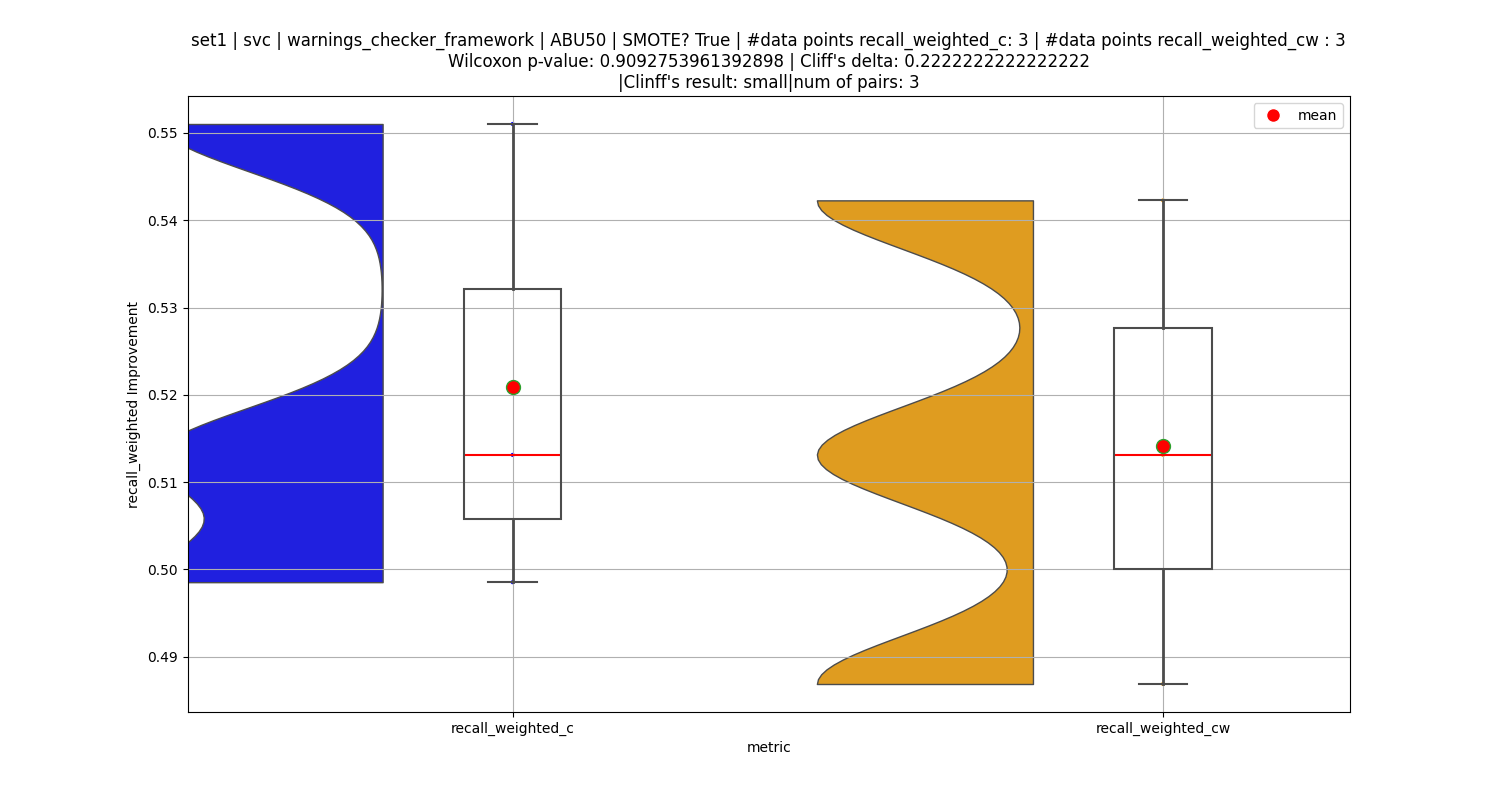 set1 | svc | warnings_checker_framework | ABU50 | SMOTE? True | #data points recall_weighted_c: 3 | #data points recall_weighted_cw : 3
Wilcoxon p-value: 0.9092753961392898 | Cliff's delta: 0.2222222222222222
|Clinff's result: small|num of pairs: 3
mean
0.55
0.54
0.53
0.52
0.51
0.50
0.49
recall_weighted Improvement
recall_weighted_c
recall_weighted_cw
metric